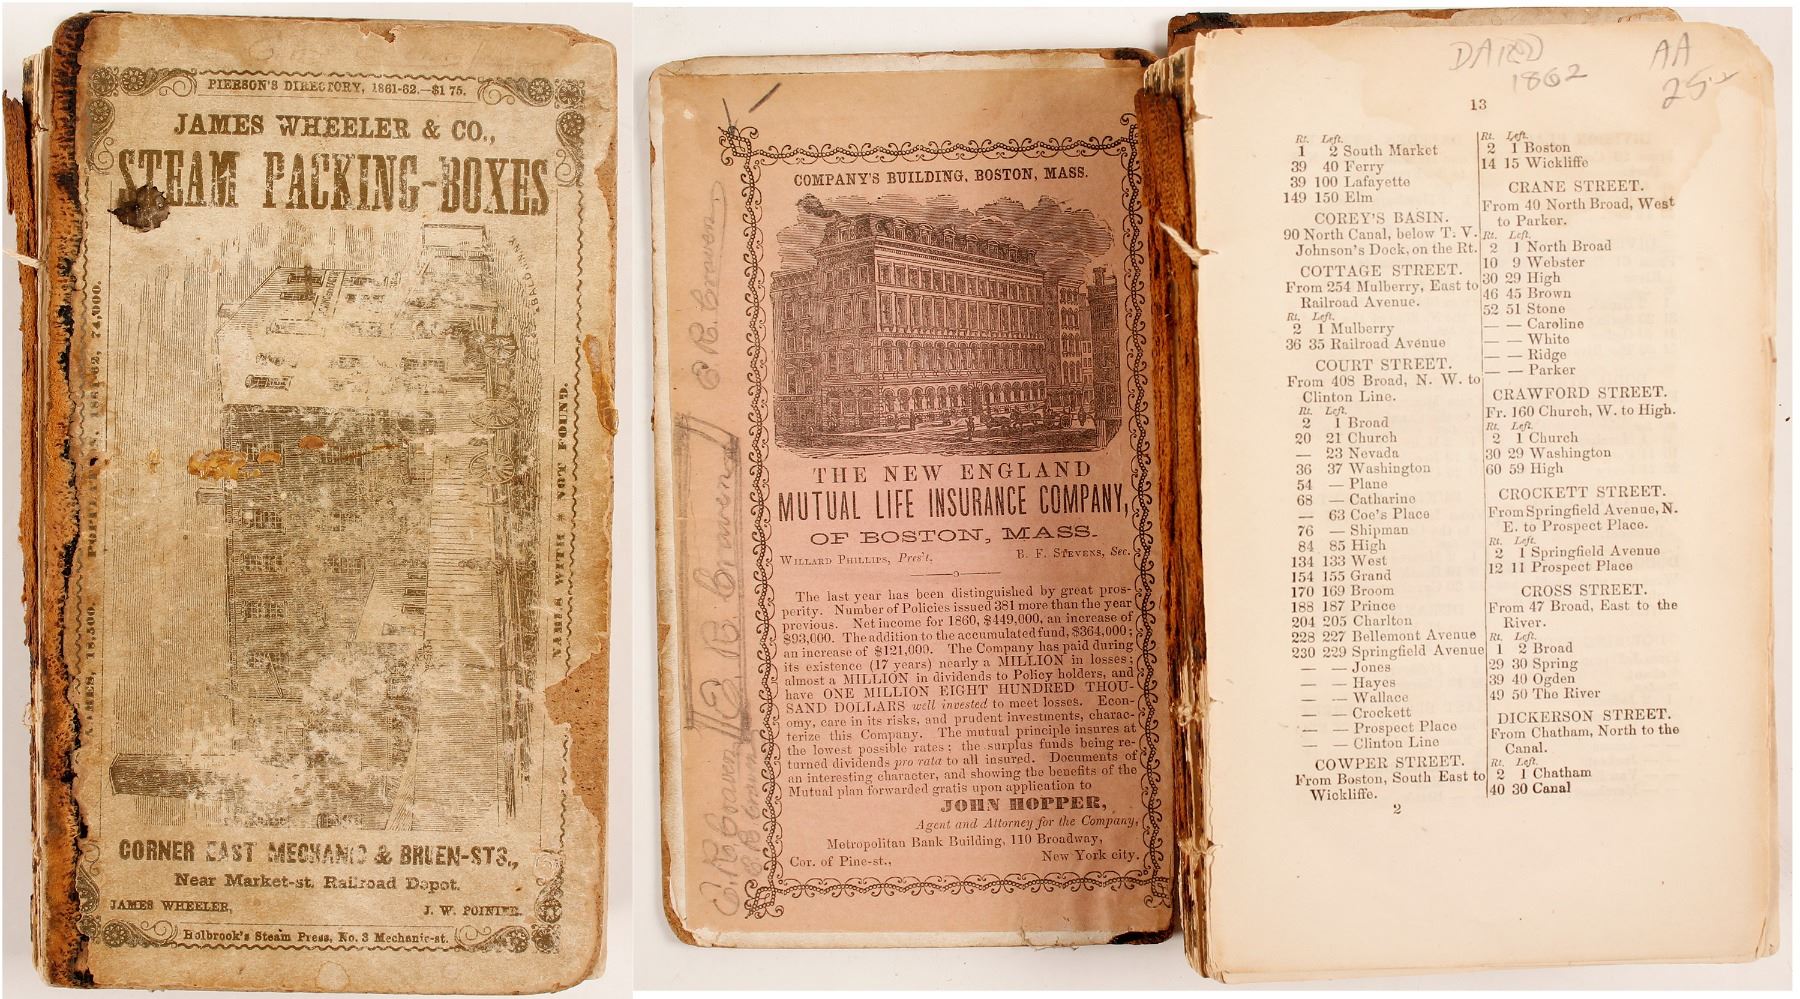 PIERSON'S DIRECTORY, 1861-62.—$1 75.
JAMES WHEELER & CO.,
STEAM PACKING-BOXES
NAMES, 18,500. POPULATION, 1861-62, 74,000.
NAMES WITH * NOT FOUND.
CORNER EAST MECHANIC & BRUEN-STS.,
Near Market-st. Railroad Depot.
JAMES WHEELER, J. W. POINIER.
Holbrook's Steam Press, No. 3 Mechanic-st.
E. R. Craven
COMPANY'S BUILDING, BOSTON, MASS.
THE NEW ENGLAND
MUTUAL LIFE INSURANCE COMPANY,
OF BOSTON, MASS.
WILLARD PHILLIPS, Pres't. B. F. STEVENS, Sec.
The last year has been distinguished by great pros-
perity. Number of Policies issued 381 more than the year
previous. Net income for 1860, $449,000, an increase of
$93,000. The addition to the accumulated fund, $364,000;
an increase of $121,000. The Company has paid during
its existence (17 years) nearly a MILLION in losses;
almost a MILLION in dividends to Policy holders, and
have ONE MILLION EIGHT HUNDRED THOU-
SAND DOLLARS well invested to meet losses. Econ-
omy, care in its risks, and prudent investments, charac-
terize this Company. The mutual principle insures at
the lowest possible rates; the surplus funds being re-
turned dividends pro rata to all insured. Documents of
an interesting character, and showing the benefits of the
Mutual plan forwarded gratis upon application to
JOHN HOPPER,
Agent and Attorney for the Company,
Metropolitan Bank Building, 110 Broadway,
Cor. of Pine-st., New York city.
1862
AA
25
13
Rt. Left.
1 2 South Market
39 40 Ferry
39 100 Lafayette
149 150 Elm
COREY'S BASIN.
90 North Canal, below T. V.
Johnson's Dock, on the Rt.
COTTAGE STREET.
From 254 Mulberry, East to
Railroad Avenue.
Rt. Left.
2 1 Mulberry
36 35 Railroad Avenue
COURT STREET.
From 408 Broad, N. W. to
Clinton Line.
Rt. Left.
2 1 Broad
20 21 Church
— 23 Nevada
36 37 Washington
54 — Plane
68 — Catharine
— 63 Coe's Place
76 — Shipman
84 85 High
134 133 West
154 155 Grand
170 169 Broom
188 187 Prince
204 205 Charlton
228 227 Bellemont Avenue
230 229 Springfield Avenue
— — Jones
— — Hayes
— — Wallace
— — Crockett
— — Prospect Place
— — Clinton Line
COWPER STREET.
From Boston, South East to
Wickliffe.
2
Rt. Left.
2 1 Boston
14 15 Wickliffe
CRANE STREET.
From 40 North Broad, West
to Parker.
Rt. Left.
2 1 North Broad
10 9 Webster
30 29 High
46 45 Brown
52 51 Stone
— — Caroline
— — White
— — Ridge
— — Parker
CRAWFORD STREET.
Fr. 160 Church, W. to High.
Rt. Left.
2 1 Church
30 29 Washington
60 59 High
CROCKETT STREET.
From Springfield Avenue, N.
E. to Prospect Place.
Rt. Left.
2 1 Springfield Avenue
12 11 Prospect Place
CROSS STREET.
From 47 Broad, East to the
River.
Rt. Left.
1 2 Broad
29 30 Spring
39 40 Ogden
49 50 The River
DICKERSON STREET.
From Chatham, North to the
Canal.
Rt. Left.
2 1 Chatham
40 30 Canal